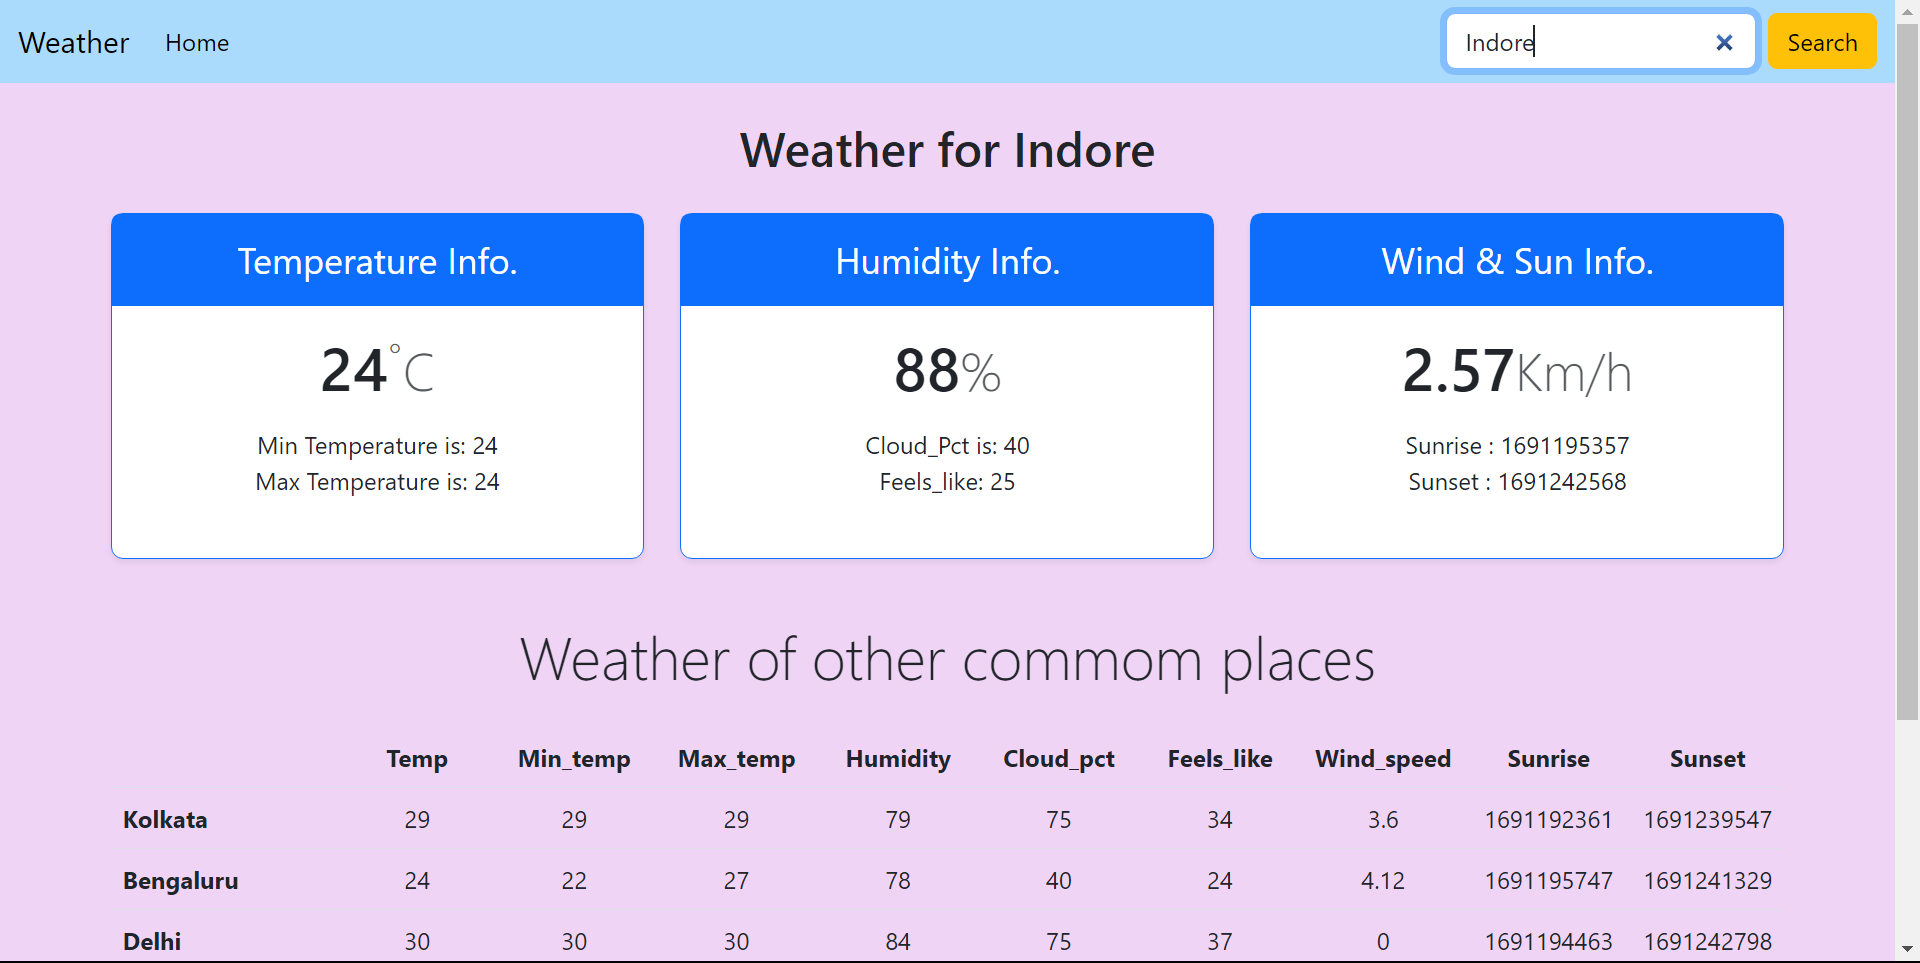 Weather Home Indore Search
Weather for Indore
Temperature Info. Humidity Info. Wind & Sun Info.
24°C 88% 2.57Km/h
Min Temperature is: 24 Cloud_Pct is: 40 Sunrise : 1691195357
Max Temperature is: 24 Feels_like: 25 Sunset : 1691242568
Weather of other commom places
Temp Min_temp Max_temp Humidity Cloud_pct Feels_like Wind_speed Sunrise Sunset
Kolkata 29 29 29 79 75 34 3.6 1691192361 1691239547
Bengaluru 24 22 27 78 40 24 4.12 1691195747 1691241329
Delhi 30 30 30 84 75 37 0 1691194463 1691242798